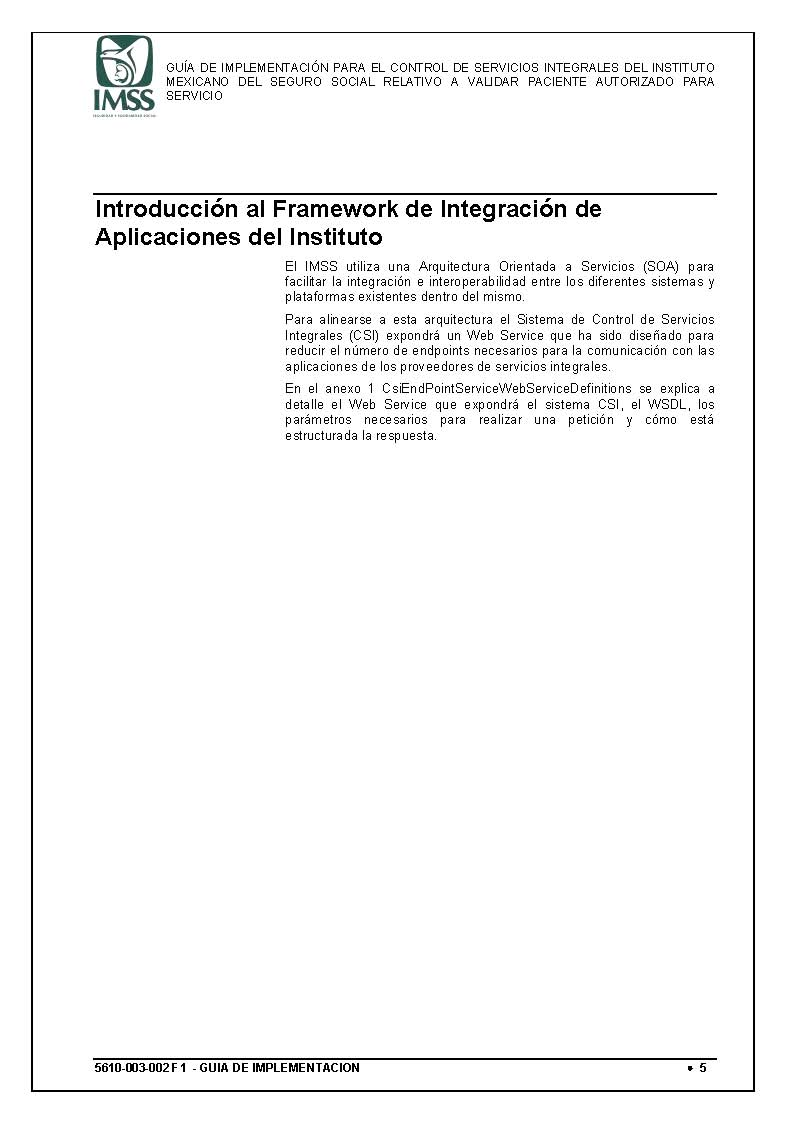 IMSS
SEGURIDAD Y SOLIDARIDAD SOCIAL
GUÍA DE IMPLEMENTACIÓN PARA EL CONTROL DE SERVICIOS INTEGRALES DEL INSTITUTO
MEXICANO DEL SEGURO SOCIAL RELATIVO A VALIDAR PACIENTE AUTORIZADO PARA
SERVICIO
Introducción al Framework de Integración de
Aplicaciones del Instituto
El IMSS utiliza una Arquitectura Orientada a Servicios (SOA) para
facilitar la integración e interoperabilidad entre los diferentes sistemas y
plataformas existentes dentro del mismo.
Para alinearse a esta arquitectura el Sistema de Control de Servicios
Integrales (CSI) expondrá un Web Service que ha sido diseñado para
reducir el número de endpoints necesarios para la comunicación con las
aplicaciones de los proveedores de servicios integrales.
En el anexo 1 CsiEndPointServiceWebServiceDefinitions se explica a
detalle el Web Service que expondrá el sistema CSI, el WSDL, los
parámetros necesarios para realizar una petición y cómo está
estructurada la respuesta.
5610-003-002 F 1 - GUIA DE IMPLEMENTACION • 5